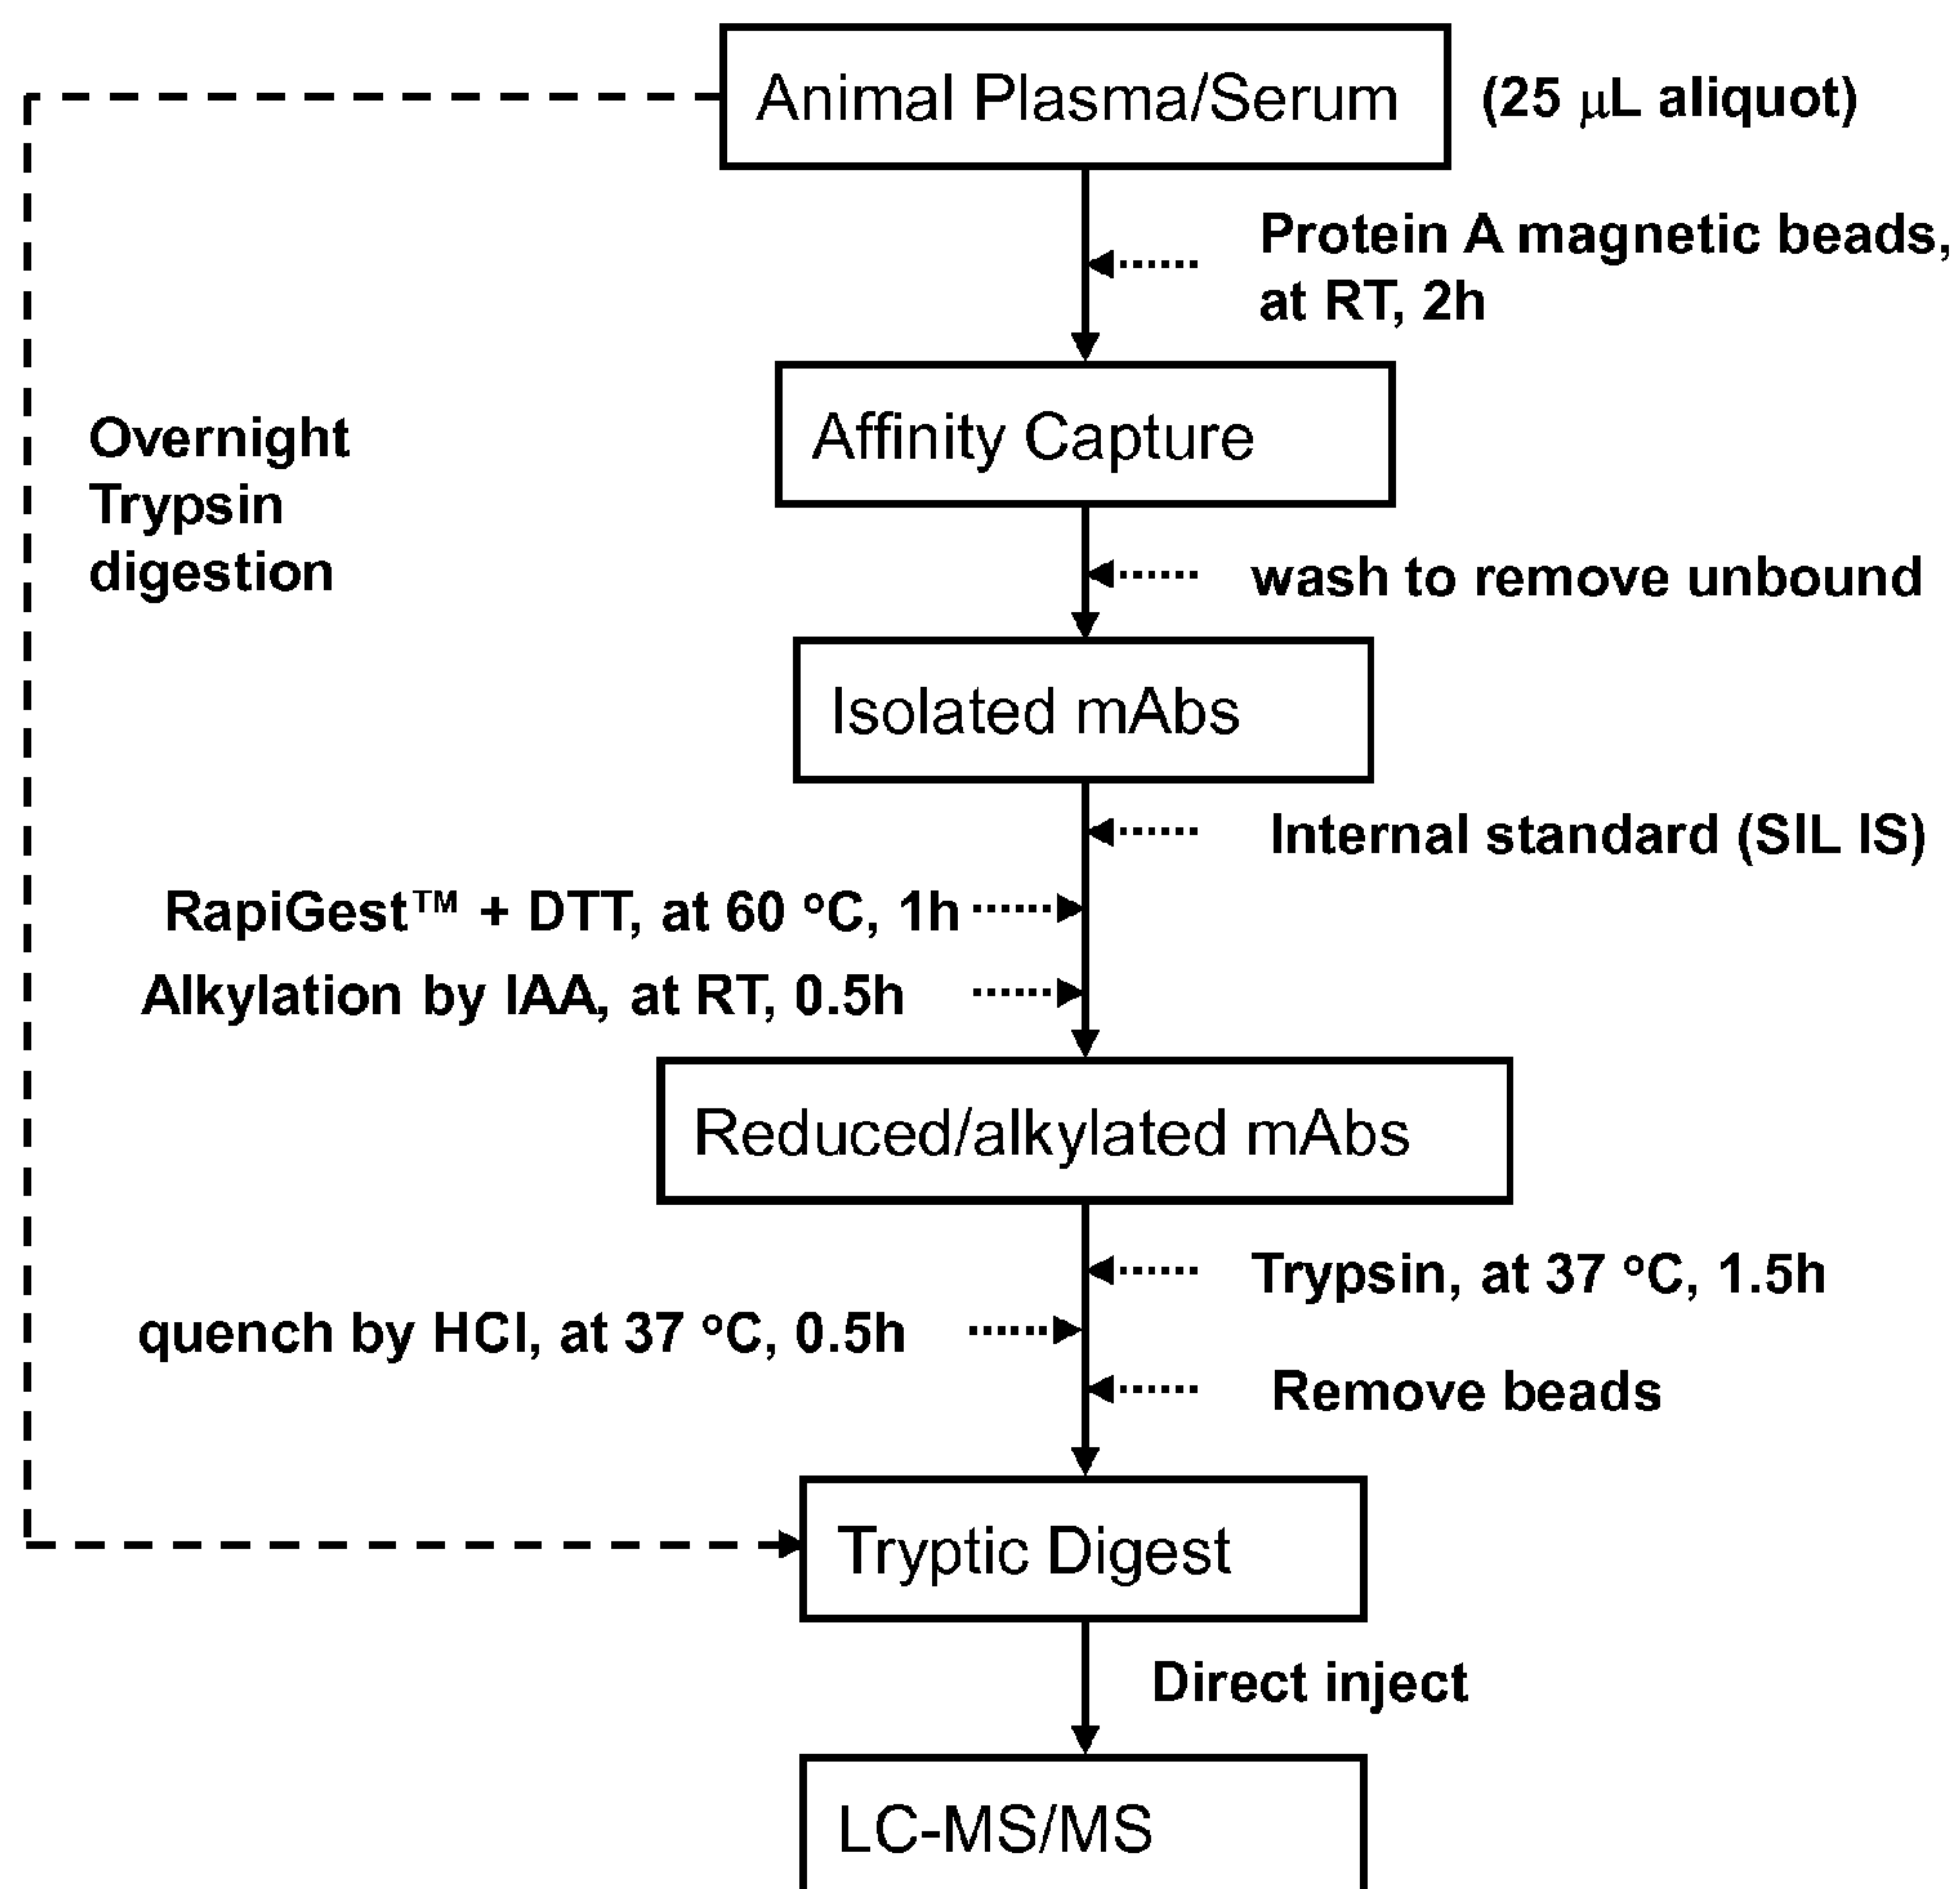 Animal Plasma/Serum (25 μL aliquot)
Protein A magnetic beads,
at RT, 2h
Affinity Capture
Overnight
Trypsin
digestion
wash to remove unbound
Isolated mAbs
Internal standard (SIL IS)
RapiGest™ + DTT, at 60 °C, 1h
Alkylation by IAA, at RT, 0.5h
Reduced/alkylated mAbs
Trypsin, at 37 °C, 1.5h
quench by HCl, at 37 °C, 0.5h
Remove beads
Tryptic Digest
Direct inject
LC-MS/MS